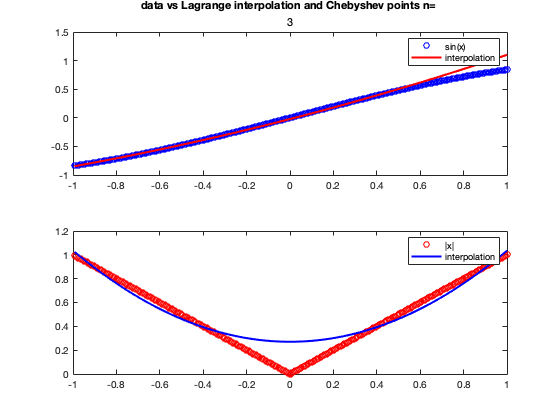 data vs Lagrange interpolation and Chebyshev points n=
3
1.5
1
0.5
0
-0.5
-1
sin(x)
interpolation
-1 -0.8 -0.6 -0.4 -0.2 0 0.2 0.4 0.6 0.8 1
1.2
1
0.8
0.6
0.4
0.2
0
|x|
interpolation
-1 -0.8 -0.6 -0.4 -0.2 0 0.2 0.4 0.6 0.8 1